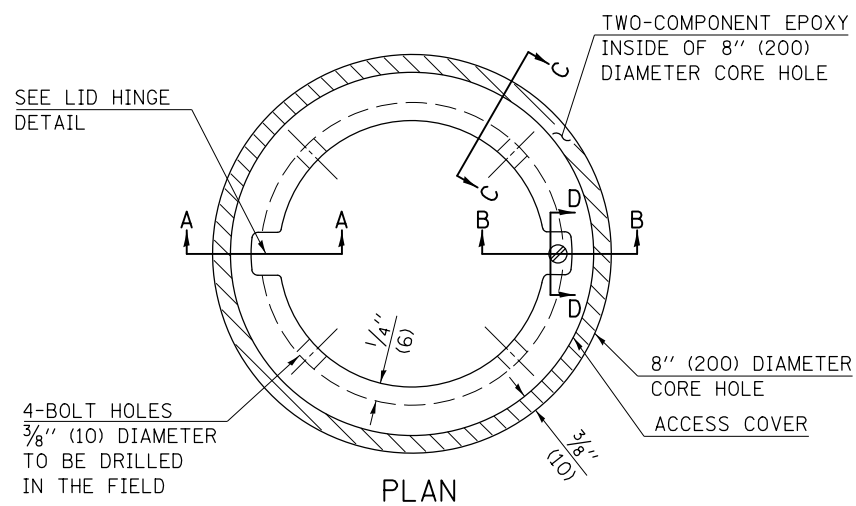 TWO-COMPONENT EPOXY
INSIDE OF 8" (200)
DIAMETER CORE HOLE
SEE LID HINGE
DETAIL
C
C
A
A
B
B
D
D
1/4"
(6)
8" (200) DIAMETER
CORE HOLE
ACCESS COVER
4-BOLT HOLES
3/8" (10) DIAMETER
TO BE DRILLED
IN THE FIELD
3/8"
(10)
PLAN